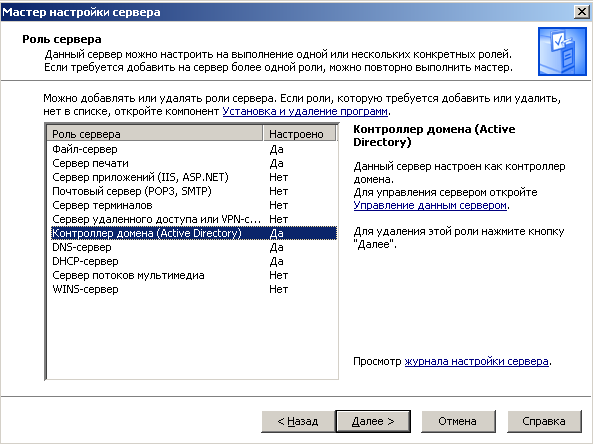 Мастер настройки сервера
Роль сервера
Данный сервер можно настроить на выполнение одной или нескольких конкретных ролей.
Если требуется добавить на сервер более одной роли, можно повторно выполнить мастер.
Можно добавлять или удалять роли сервера. Если роли, которую требуется добавить или удалить,
нет в списке, откройте компонент Установка и удаление программ.
Роль сервера Настроено
Файл-сервер Да
Сервер печати Да
Сервер приложений (IIS, ASP.NET) Нет
Почтовый сервер (POP3, SMTP) Нет
Сервер терминалов Нет
Сервер удаленного доступа или VPN-с... Нет
Контроллер домена (Active Directory) Да
DNS-сервер Да
DHCP-сервер Да
Сервер потоков мультимедиа Нет
WINS-сервер Нет
Контроллер домена (Active
Directory)
Данный сервер настроен как контроллер
домена.
Для управления сервером откройте
Управление данным сервером.
Для удаления этой роли нажмите кнопку
"Далее".
Просмотр журнала настройки сервера.
< Назад Далее > Отмена Справка